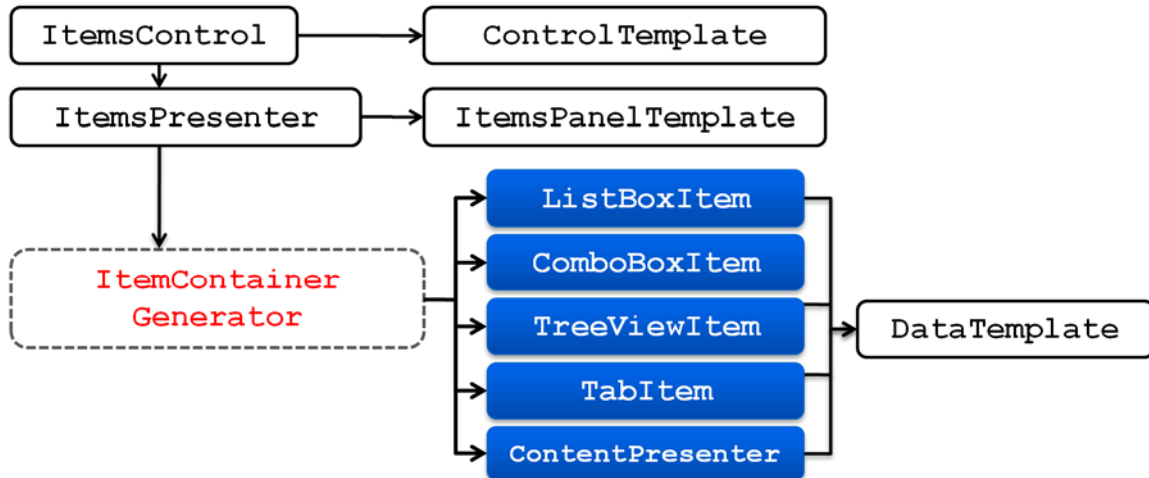 ItemsControl
ControlTemplate
ItemsPresenter
ItemsPanelTemplate
ListBoxItem
ItemContainer
Generator
ComboBoxItem
TreeViewItem
DataTemplate
TabItem
ContentPresenter